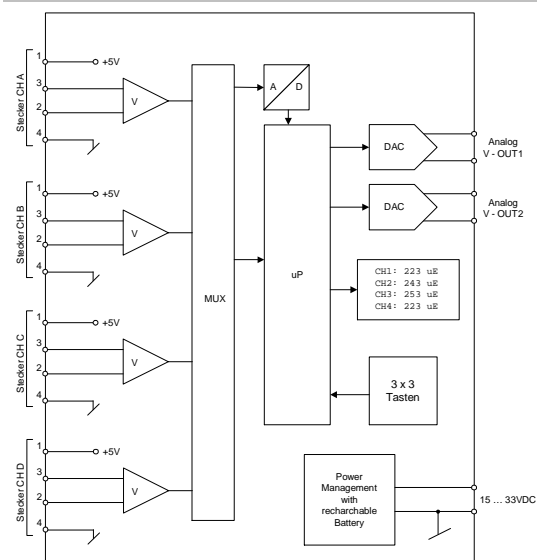 Stecker CH A
1
+5V
3
2
4
V
Stecker CH B
1
+5V
3
2
4
V
Stecker CH C
1
+5V
3
2
4
V
Stecker CH D
1
+5V
3
2
4
V
MUX
A
D
uP
DAC
Analog
V - OUT1
DAC
Analog
V - OUT2
CH1: 223 uE
CH2: 243 uE
CH3: 253 uE
CH4: 223 uE
3 x 3
Tasten
Power
Management
with
recharchable
Battery
15 ... 33VDC